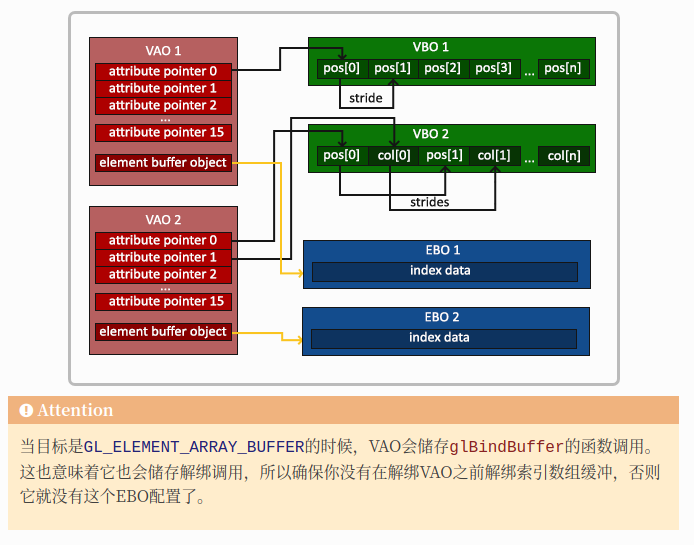 VAO 1
attribute pointer 0
attribute pointer 1
attribute pointer 2
...
attribute pointer 15
element buffer object
VBO 1
pos[0] pos[1] pos[2] pos[3] ... pos[n]
stride
VBO 2
pos[0] col[0] pos[1] col[1] ... col[n]
strides
VAO 2
attribute pointer 0
attribute pointer 1
attribute pointer 2
...
attribute pointer 15
element buffer object
EBO 1
index data
EBO 2
index data
Attention
当目标是GL_ELEMENT_ARRAY_BUFFER的时候，VAO会储存glBindBuffer的函数调用。
这也意味着它也会储存解绑调用，所以确保你没有在解绑VAO之前解绑索引数组缓冲，否则
它就没有这个EBO配置了。